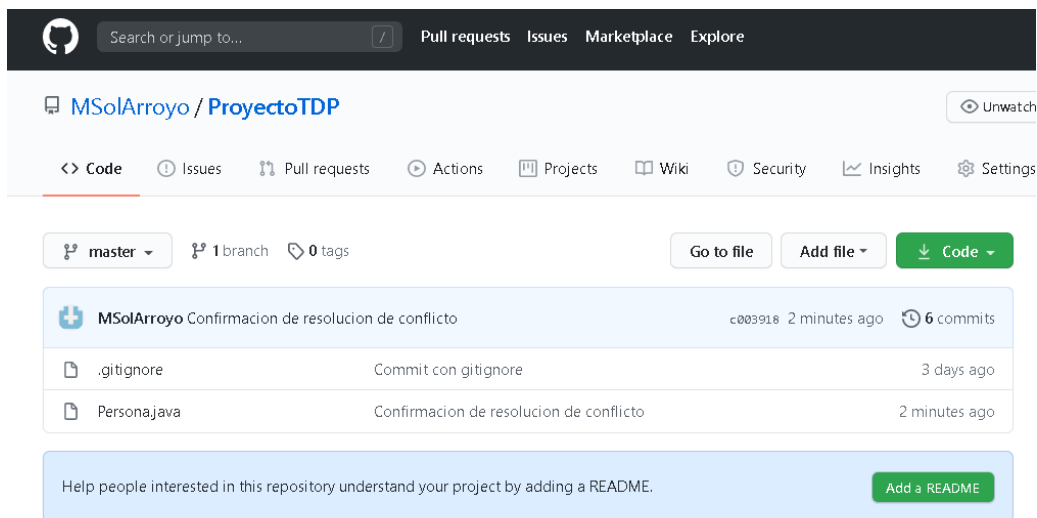 Search or jump to... / Pull requests Issues Marketplace Explore
MSolArroyo / ProyectoTDP Unwatch
<> Code Issues Pull requests Actions Projects Wiki Security Insights Settings
master 1 branch 0 tags Go to file Add file Code
MSolArroyo Confirmacion de resolucion de conflicto c003918 2 minutes ago 6 commits
.gitignore Commit con gitignore 3 days ago
Persona.java Confirmacion de resolucion de conflicto 2 minutes ago
Help people interested in this repository understand your project by adding a README. Add a README